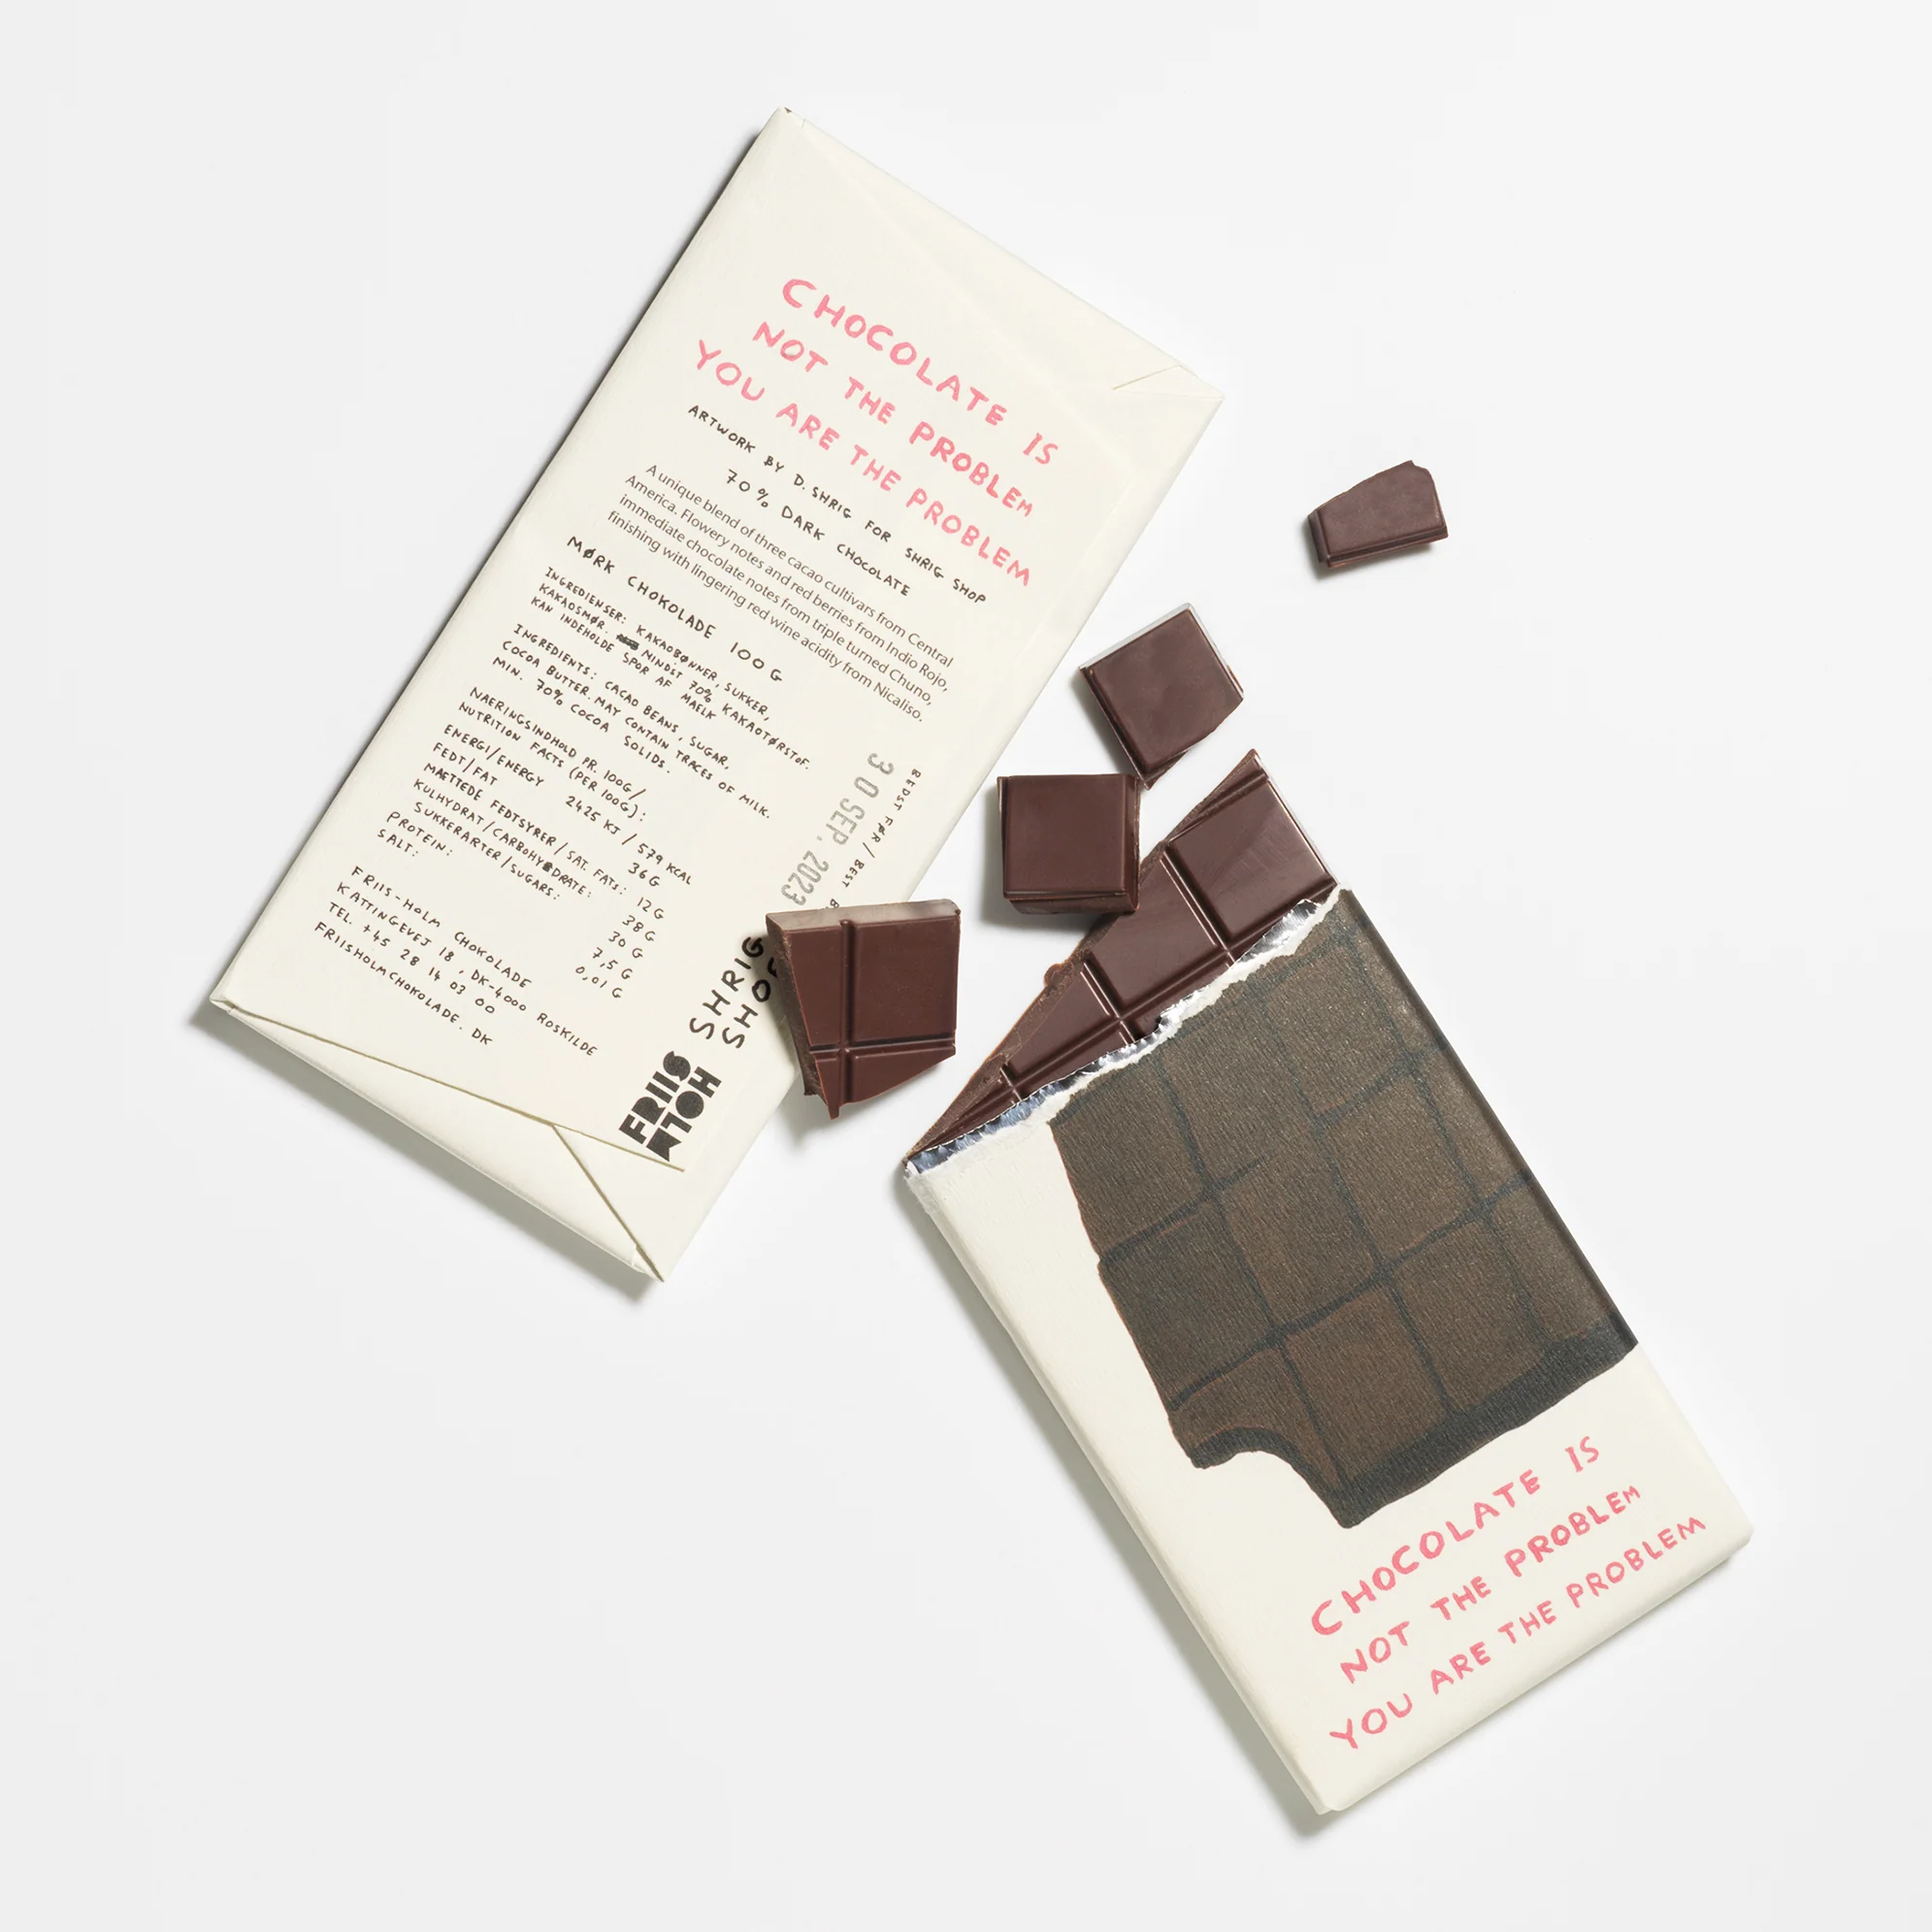 CHOCOLATE IS
NOT THE PROBLEM
YOU ARE THE PROBLEM
ARTWORK BY D. SHRIG FOR SHRIG SHOP
70% DARK CHOCOLATE
A unique blend of three cacao cultivars from Central
America. Flowery notes and red berries from Indio Rojo,
immediate chocolate notes from triple turned Chuno,
finishing with lingering red wine acidity from Nicaliso.
MØRK CHOKOLADE 100G
INGREDIENSER: KAKAOBØNNER, SUKKER,
KAKAOSMØR. MINDST 70% KAKAOTØRSTOF.
KAN INDEHOLDE SPOR AF MAELK
INGREDIENTS: CACAO BEANS, SUGAR,
COCOA BUTTER. MAY CONTAIN TRACES OF MILK.
MIN. 70% COCOA SOLIDS.
NAERINGSINDHOLD PR. 100G/
NUTRITION FACTS (PER 100G):
ENERGI/ENERGY 2425 KJ / 579 KCAL
FEDT/FAT 36G
MAETTEDE FEDTSYRER/SAT. FATS: 12G
KULHYDRAT/CARBOHYDRATE: 38G
SUKKERARTER/SUGARS: 30 G
PROTEIN: 7,5 G
SALT: 0,01 G
FRIIS-HOLM CHOKOLADE
KATTINGEVEJ 18, DK-4000 ROSKILDE
TEL. +45 28 14 03 00
FRIISHOLMCHOKOLADE.DK
BEDST FØR / BEST
30 SEP. 2023
SHRIG
SHOP
FRIIS
HOLM
CHOCOLATE IS
NOT THE PROBLEM
YOU ARE THE PROBLEM